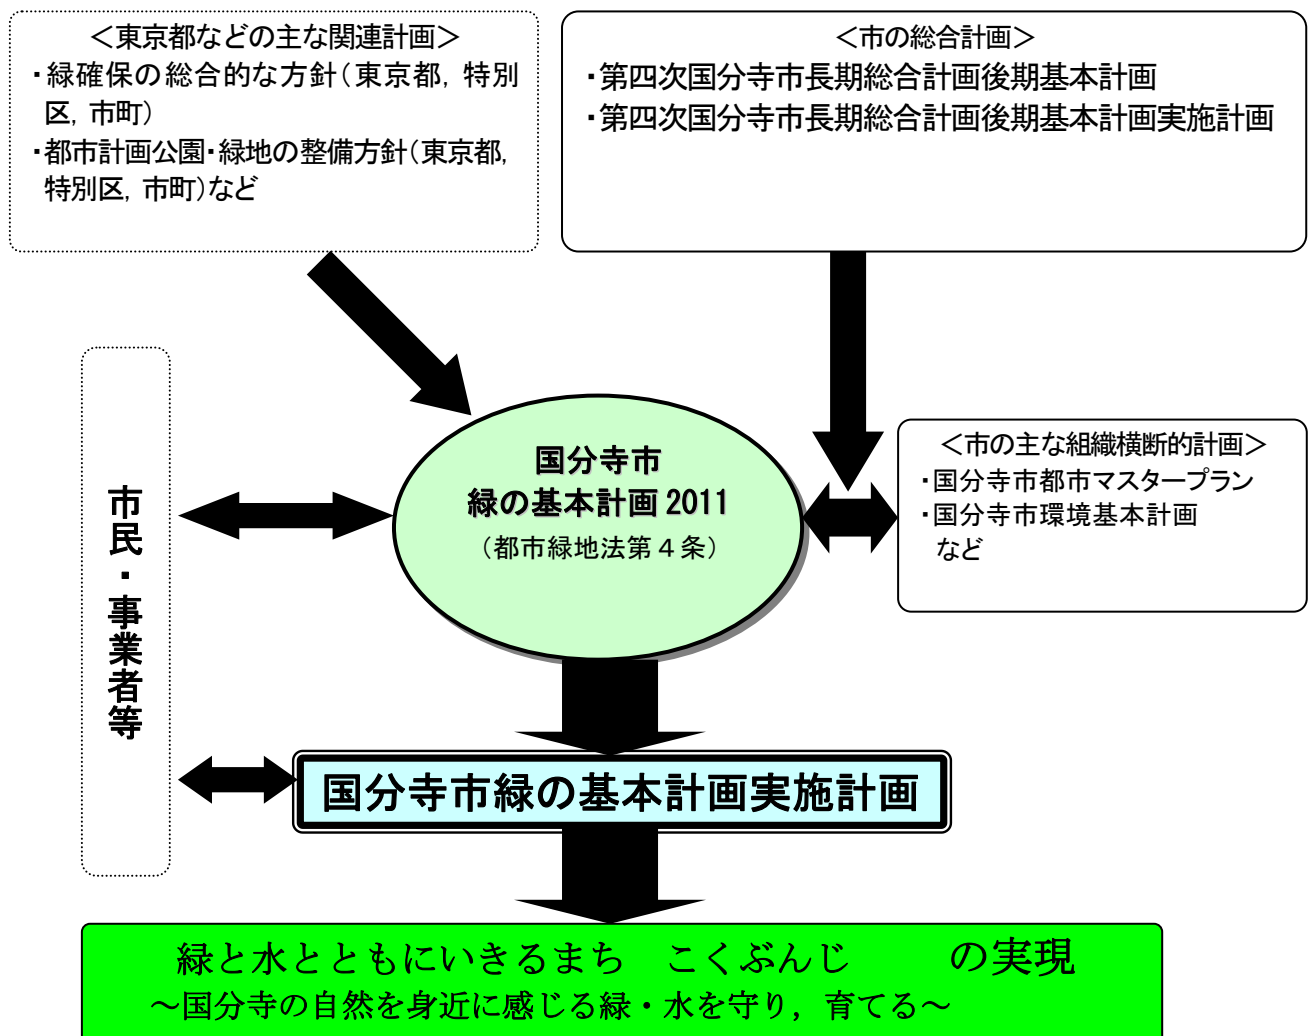 ＜東京都などの主な関連計画＞
・緑確保の総合的な方針（東京都，特別
区，市町）
・都市計画公園・緑地の整備方針（東京都，
特別区，市町）など
＜市の総合計画＞
・第四次国分寺市長期総合計画後期基本計画
・第四次国分寺市長期総合計画後期基本計画実施計画
国分寺市
緑の基本計画 2011
（都市緑地法第４条）
＜市の主な組織横断的計画＞
・国分寺市都市マスタープラン
・国分寺市環境基本計画
など
市民・事業者等
国分寺市緑の基本計画実施計画
緑と水とともにいきるまち　こくぶんじ　　　の実現
～国分寺の自然を身近に感じる緑・水を守り，育てる～